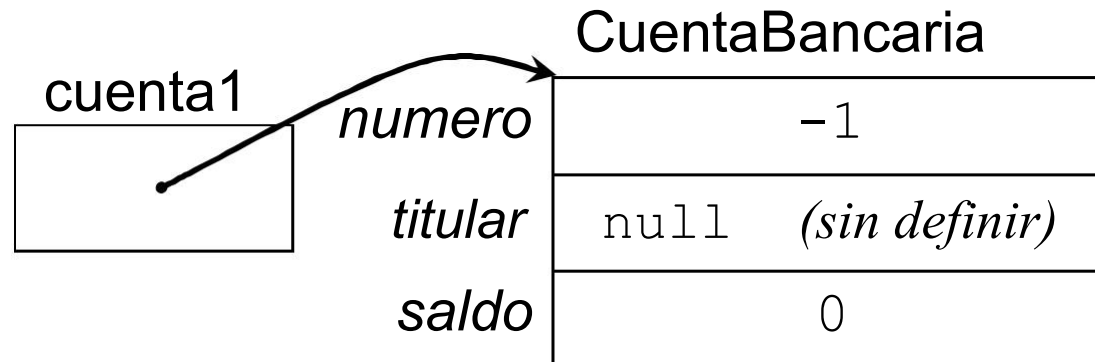 CuentaBancaria
cuenta1
numero -1
titular null (sin definir)
saldo 0